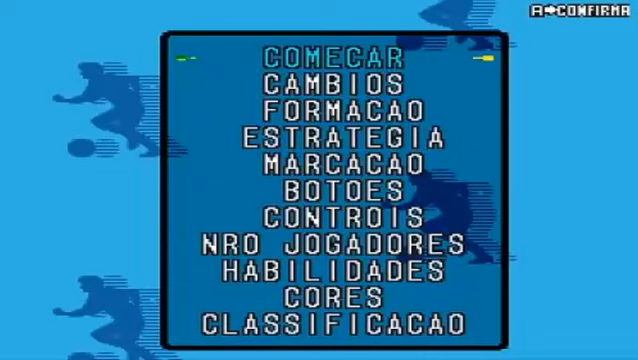 A→CONFIRMA
COMECAR
CAMBIOS
FORMACAO
ESTRATEGIA
MARCACAO
BOTOES
CONTROIS
NRO JOGADORES
HABILIDADES
CORES
CLASSIFICACAO